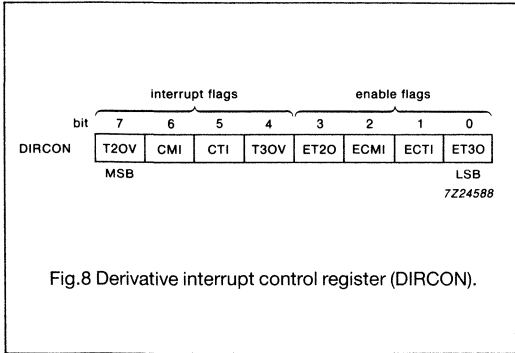 interrupt flags enable flags
bit 7 6 5 4 3 2 1 0
DIRCON T2OV CMI CTI T3OV ET2O ECMI ECTI ET3O
MSB LSB
7Z24588
Fig.8 Derivative interrupt control register (DIRCON).